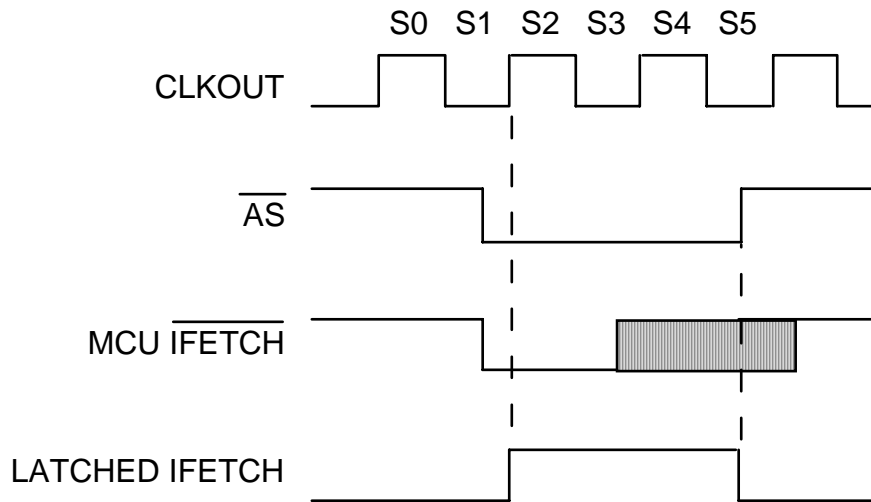 S0 S1 S2 S3 S4 S5
CLKOUT
AS
MCU IFETCH
LATCHED IFETCH